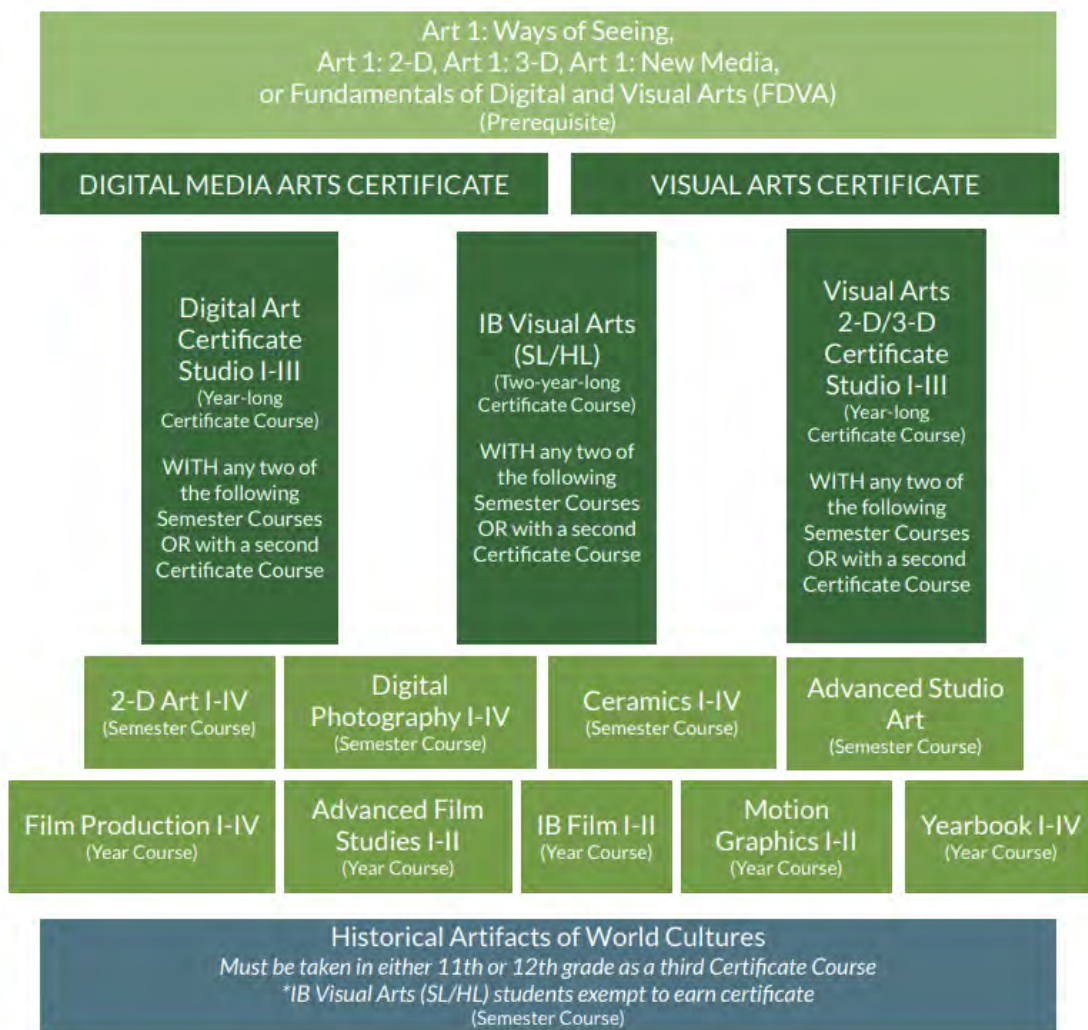 Art 1: Ways of Seeing,
Art 1: 2-D, Art 1: 3-D, Art 1: New Media,
or Fundamentals of Digital and Visual Arts (FDVA)
(Prerequisite)
DIGITAL MEDIA ARTS CERTIFICATE
VISUAL ARTS CERTIFICATE
Digital Art
Certificate
Studio I-III
(Year-long
Certificate Course)
WITH any two of
the following
Semester Courses
OR with a second
Certificate Course
IB Visual Arts
(SL/HL)
(Two-year-long
Certificate Course)
WITH any two of
the following
Semester Courses
OR with a second
Certificate Course
Visual Arts
2-D/3-D
Certificate
Studio I-III
(Year-long
Certificate Course)
WITH any two of
the following
Semester Courses
OR with a second
Certificate Course
2-D Art I-IV
(Semester Course)
Digital
Photography I-IV
(Semester Course)
Ceramics I-IV
(Semester Course)
Advanced Studio
Art
(Semester Course)
Film Production I-IV
(Year Course)
Advanced Film
Studies I-II
(Year Course)
IB Film I-II
(Year Course)
Motion
Graphics I-II
(Year Course)
Yearbook I-IV
(Year Course)
Historical Artifacts of World Cultures
Must be taken in either 11th or 12th grade as a third Certificate Course
*IB Visual Arts (SL/HL) students exempt to earn certificate
(Semester Course)